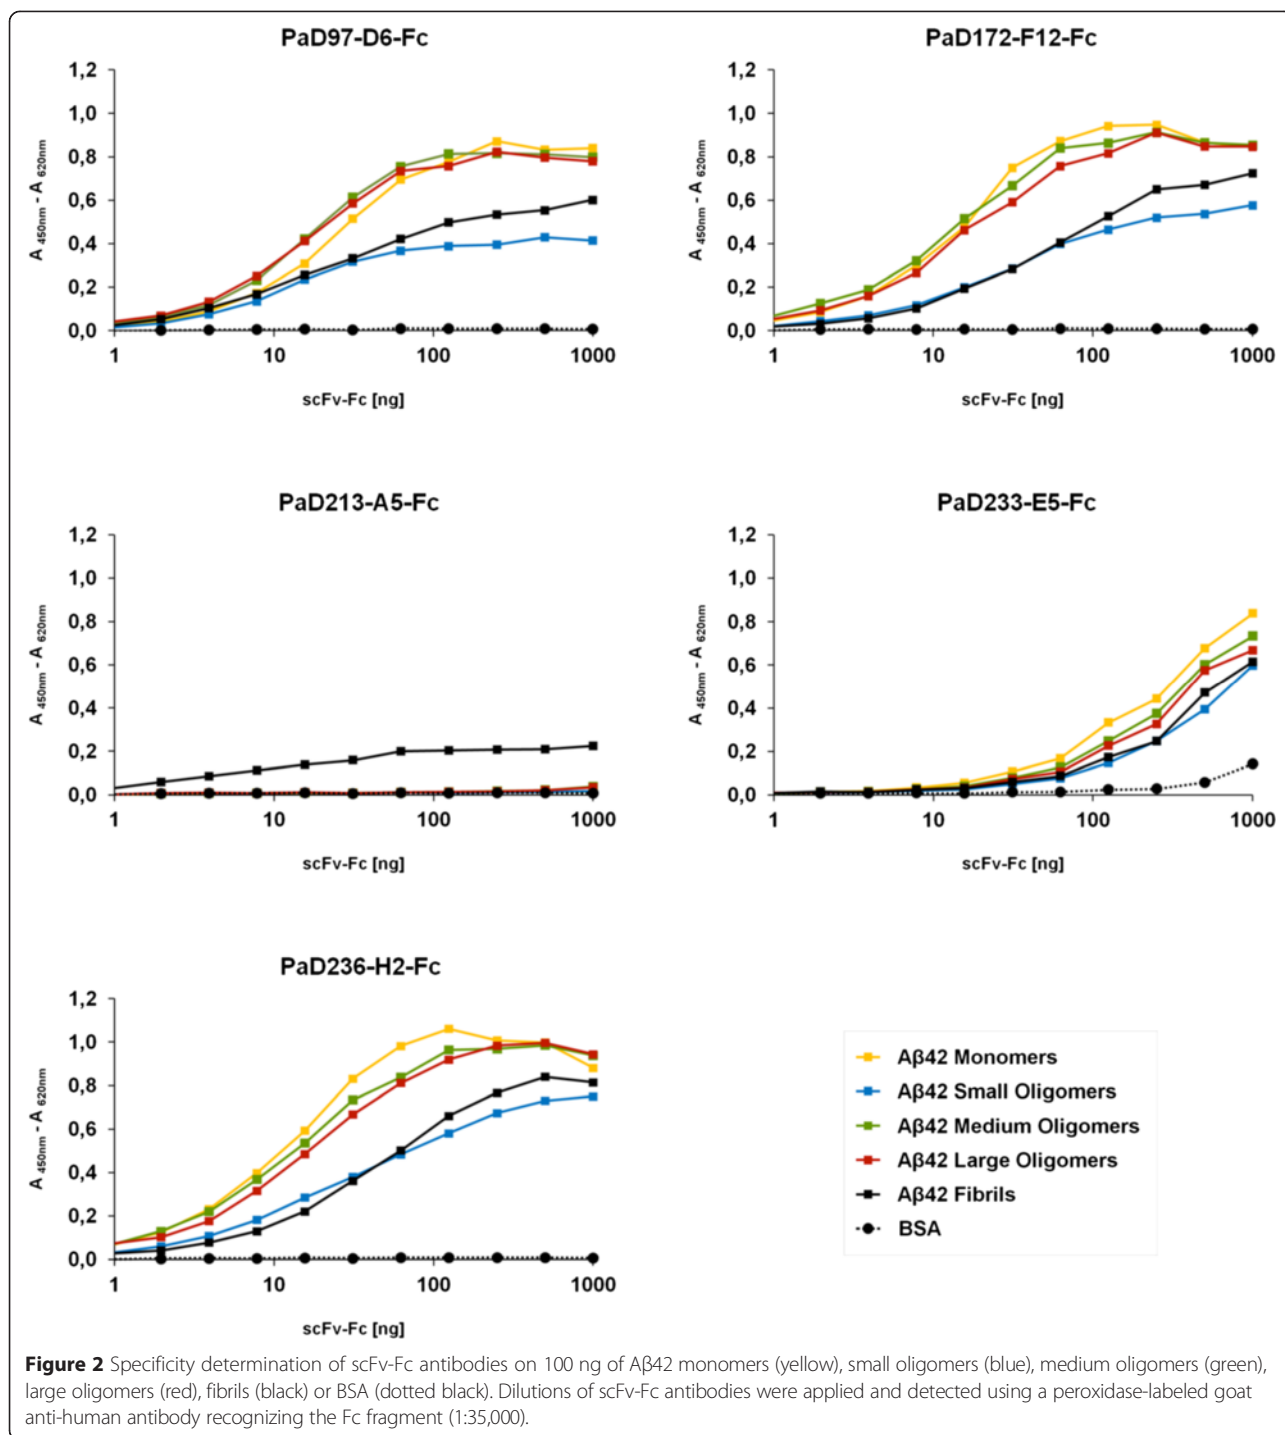 PaD97-D6-Fc
1,2
1,0
0,8
0,6
0,4
0,2
0,0
A 450nm - A 620nm
1 10 100 1000
scFv-Fc [ng]
PaD172-F12-Fc
1,2
1,0
0,8
0,6
0,4
0,2
0,0
A 450nm - A 620nm
1 10 100 1000
scFv-Fc [ng]
PaD213-A5-Fc
1,2
1,0
0,8
0,6
0,4
0,2
0,0
A 450nm - A 620nm
1 10 100 1000
scFv-Fc [ng]
PaD233-E5-Fc
1,2
1,0
0,8
0,6
0,4
0,2
0,0
A 450nm - A 620nm
1 10 100 1000
scFv-Fc [ng]
PaD236-H2-Fc
1,2
1,0
0,8
0,6
0,4
0,2
0,0
A 450nm - A 620nm
1 10 100 1000
scFv-Fc [ng]
Aβ42 Monomers
Aβ42 Small Oligomers
Aβ42 Medium Oligomers
Aβ42 Large Oligomers
Aβ42 Fibrils
BSA
Figure 2 Specificity determination of scFv-Fc antibodies on 100 ng of Aβ42 monomers (yellow), small oligomers (blue), medium oligomers (green),
large oligomers (red), fibrils (black) or BSA (dotted black). Dilutions of scFv-Fc antibodies were applied and detected using a peroxidase-labeled goat
anti-human antibody recognizing the Fc fragment (1:35,000).